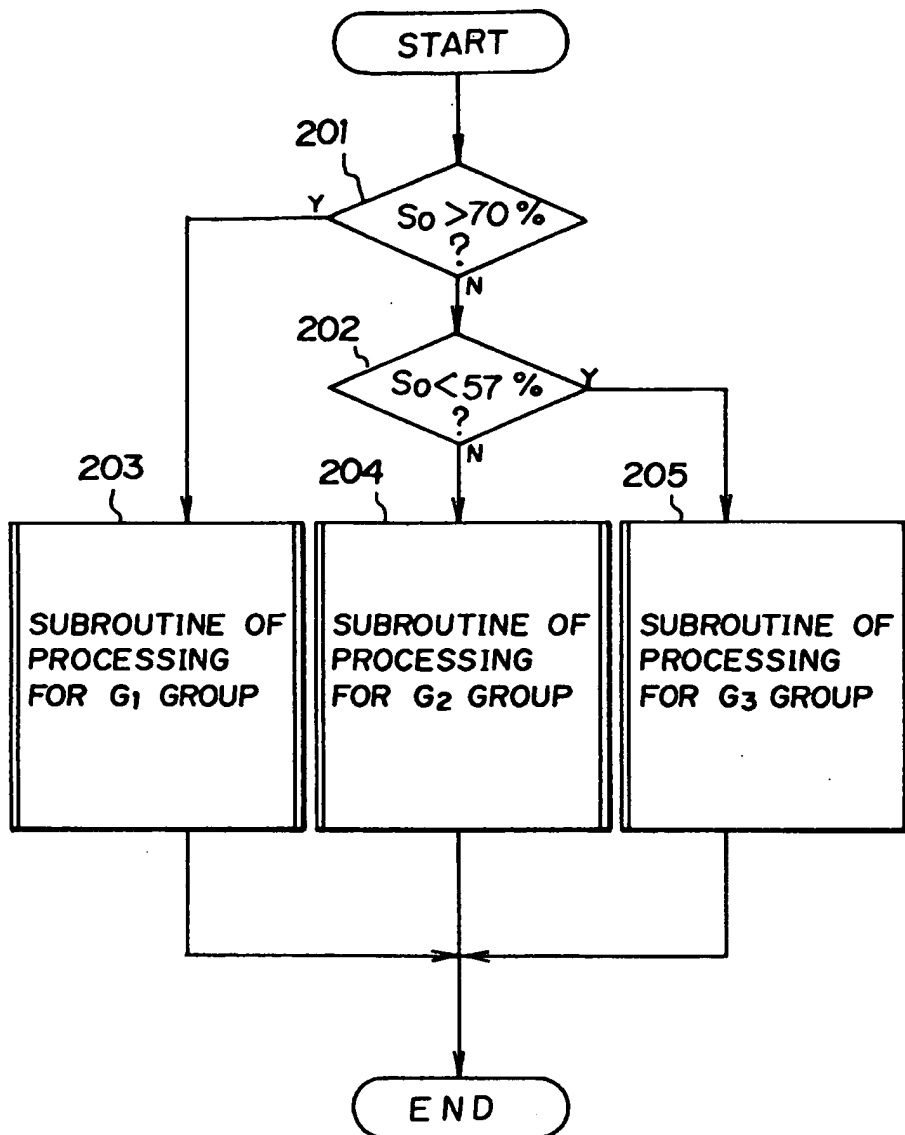 START
201
Y
So >70 %
?
N
202
So < 57 %
?
Y
N
203
204
205
SUBROUTINE OF
PROCESSING
FOR G1 GROUP
SUBROUTINE OF
PROCESSING
FOR G2 GROUP
SUBROUTINE OF
PROCESSING
FOR G3 GROUP
END